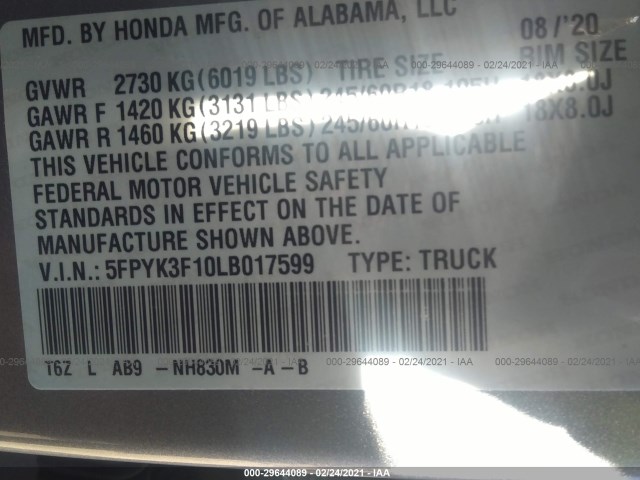 MFD. BY HONDA MFG. OF ALABAMA, LLC 08/'20
GVWR 2730 KG(6019 LBS) TIRE SIZE RIM SIZE
GAWR F 1420 KG(3131 LBS) 245/60R18
GAWR R 1460 KG(3219 LBS) 18X8.0J
THIS VEHICLE CONFORMS TO ALL APPLICABLE
FEDERAL MOTOR VEHICLE SAFETY
STANDARDS IN EFFECT ON THE DATE OF
MANUFACTURE SHOWN ABOVE.
V.I.N.: 5FPYK3F10LB017599 TYPE: TRUCK
T6Z L AB9 -NH830M -A -B
000-29644089 - 02/24/2021 - IAA